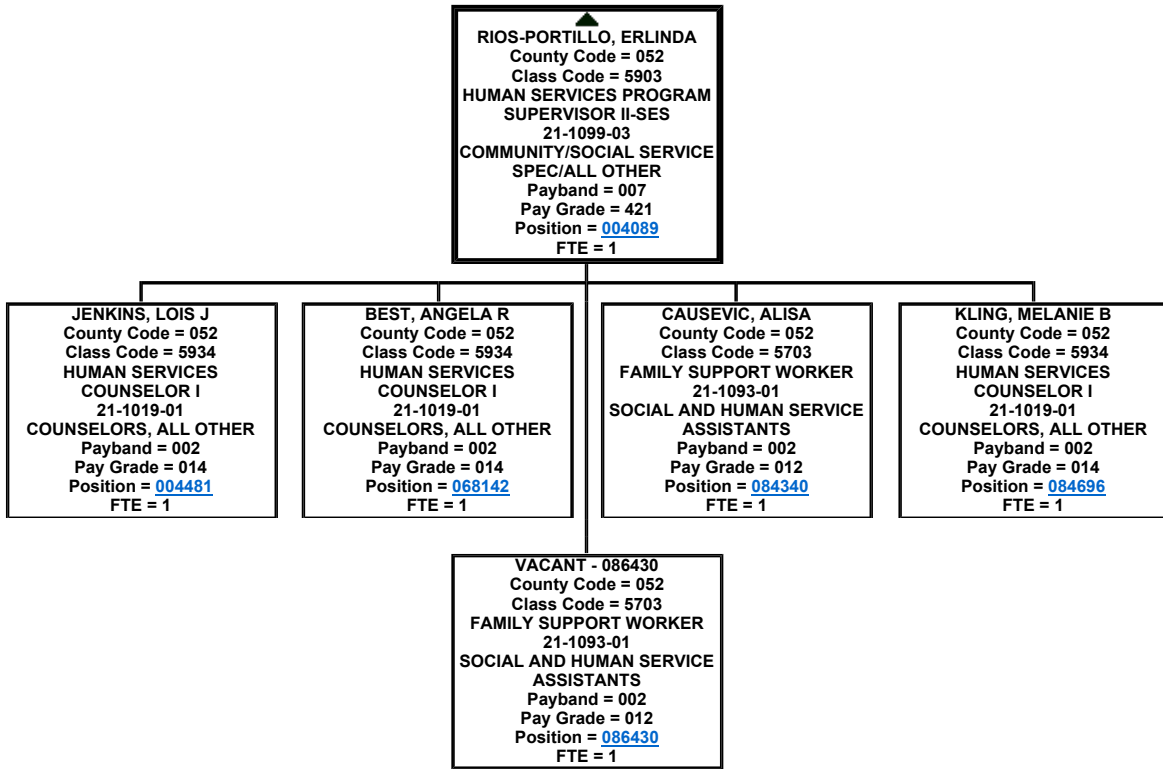 RIOS-PORTILLO, ERLINDA
County Code = 052
Class Code = 5903
HUMAN SERVICES PROGRAM
SUPERVISOR II-SES
21-1099-03
COMMUNITY/SOCIAL SERVICE
SPEC/ALL OTHER
Payband = 007
Pay Grade = 421
Position = 004089
FTE = 1
JENKINS, LOIS J
County Code = 052
Class Code = 5934
HUMAN SERVICES
COUNSELOR I
21-1019-01
COUNSELORS, ALL OTHER
Payband = 002
Pay Grade = 014
Position = 004481
FTE = 1
BEST, ANGELA R
County Code = 052
Class Code = 5934
HUMAN SERVICES
COUNSELOR I
21-1019-01
COUNSELORS, ALL OTHER
Payband = 002
Pay Grade = 014
Position = 068142
FTE = 1
CAUSEVIC, ALISA
County Code = 052
Class Code = 5703
FAMILY SUPPORT WORKER
21-1093-01
SOCIAL AND HUMAN SERVICE
ASSISTANTS
Payband = 002
Pay Grade = 012
Position = 084340
FTE = 1
KLING, MELANIE B
County Code = 052
Class Code = 5934
HUMAN SERVICES
COUNSELOR I
21-1019-01
COUNSELORS, ALL OTHER
Payband = 002
Pay Grade = 014
Position = 084696
FTE = 1
VACANT - 086430
County Code = 052
Class Code = 5703
FAMILY SUPPORT WORKER
21-1093-01
SOCIAL AND HUMAN SERVICE
ASSISTANTS
Payband = 002
Pay Grade = 012
Position = 086430
FTE = 1